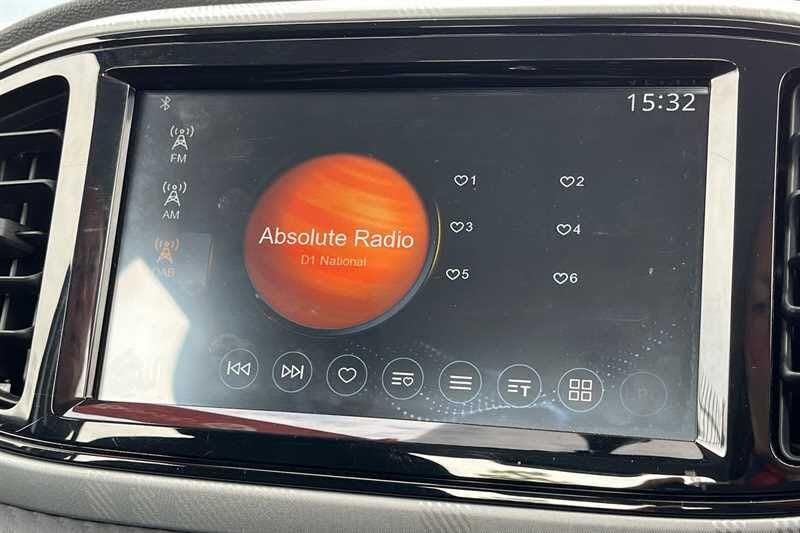 15:32
FM
AM
DAB
Absolute Radio
D1 National
1
2
3
4
5
6
T